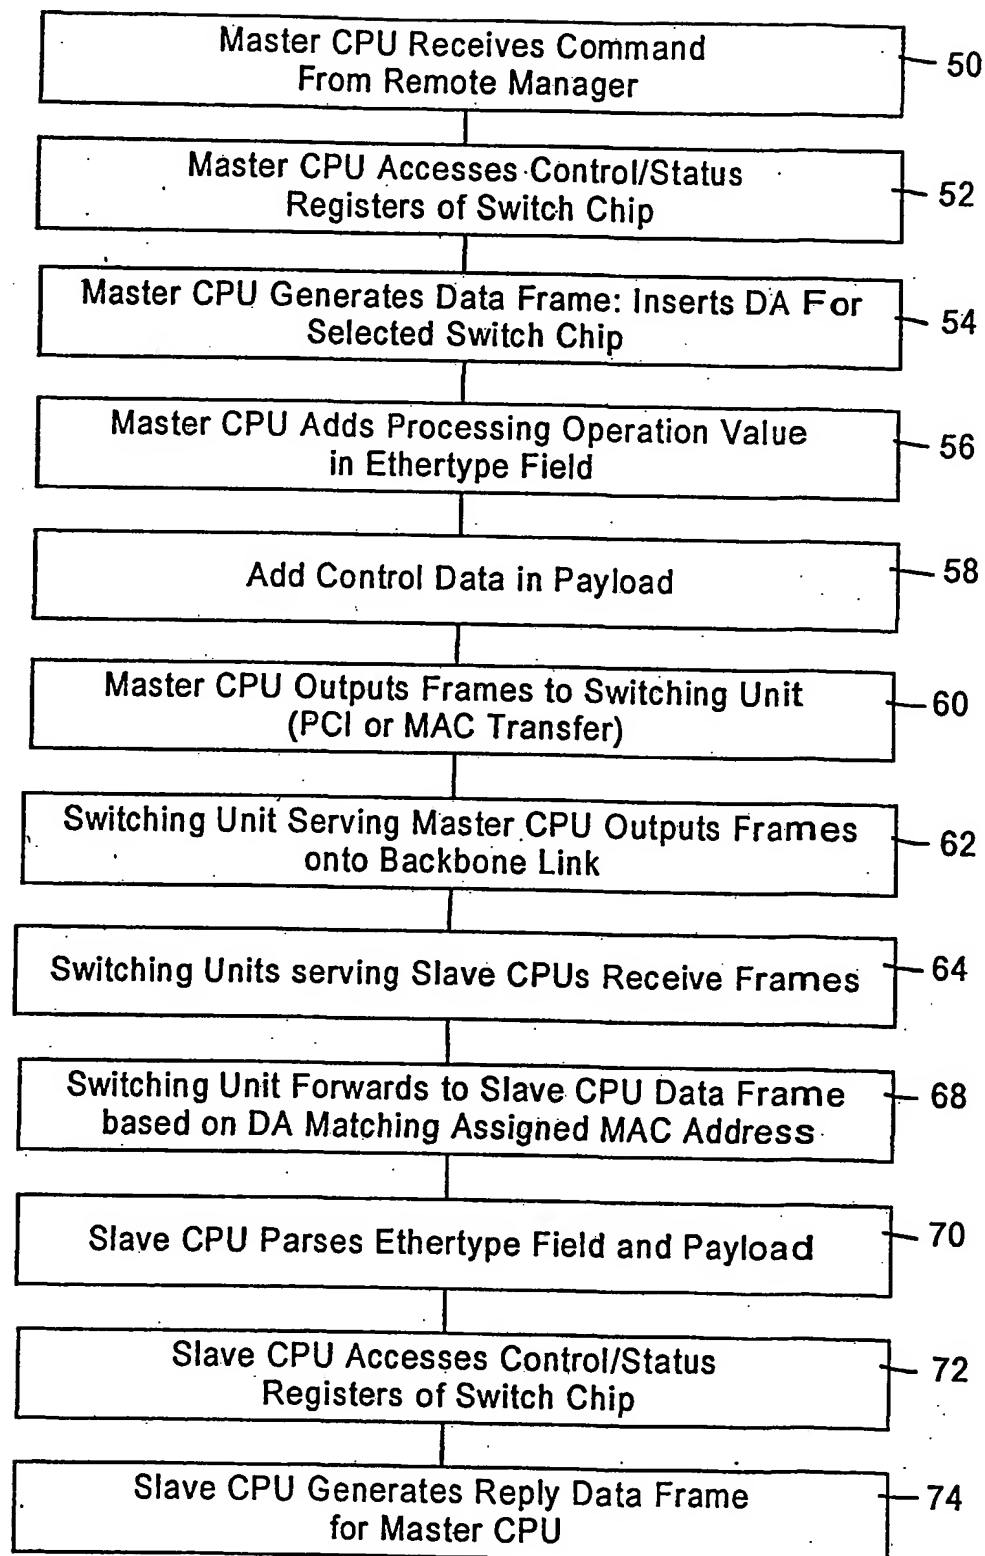 Master CPU Receives Command
From Remote Manager
50
Master CPU Accesses Control/Status
Registers of Switch Chip
52
Master CPU Generates Data Frame: Inserts DA For
Selected Switch Chip
54
Master CPU Adds Processing Operation Value
in Ethertype Field
56
Add Control Data in Payload
58
Master CPU Outputs Frames to Switching Unit
(PCI or MAC Transfer)
60
Switching Unit Serving Master CPU Outputs Frames
onto Backbone Link
62
Switching Units serving Slave CPUs Receive Frames
64
Switching Unit Forwards to Slave CPU Data Frame
based on DA Matching Assigned MAC Address
68
Slave CPU Parses Ethertype Field and Payload
70
Slave CPU Accesses Control/Status
Registers of Switch Chip
72
Slave CPU Generates Reply Data Frame
for Master CPU
74